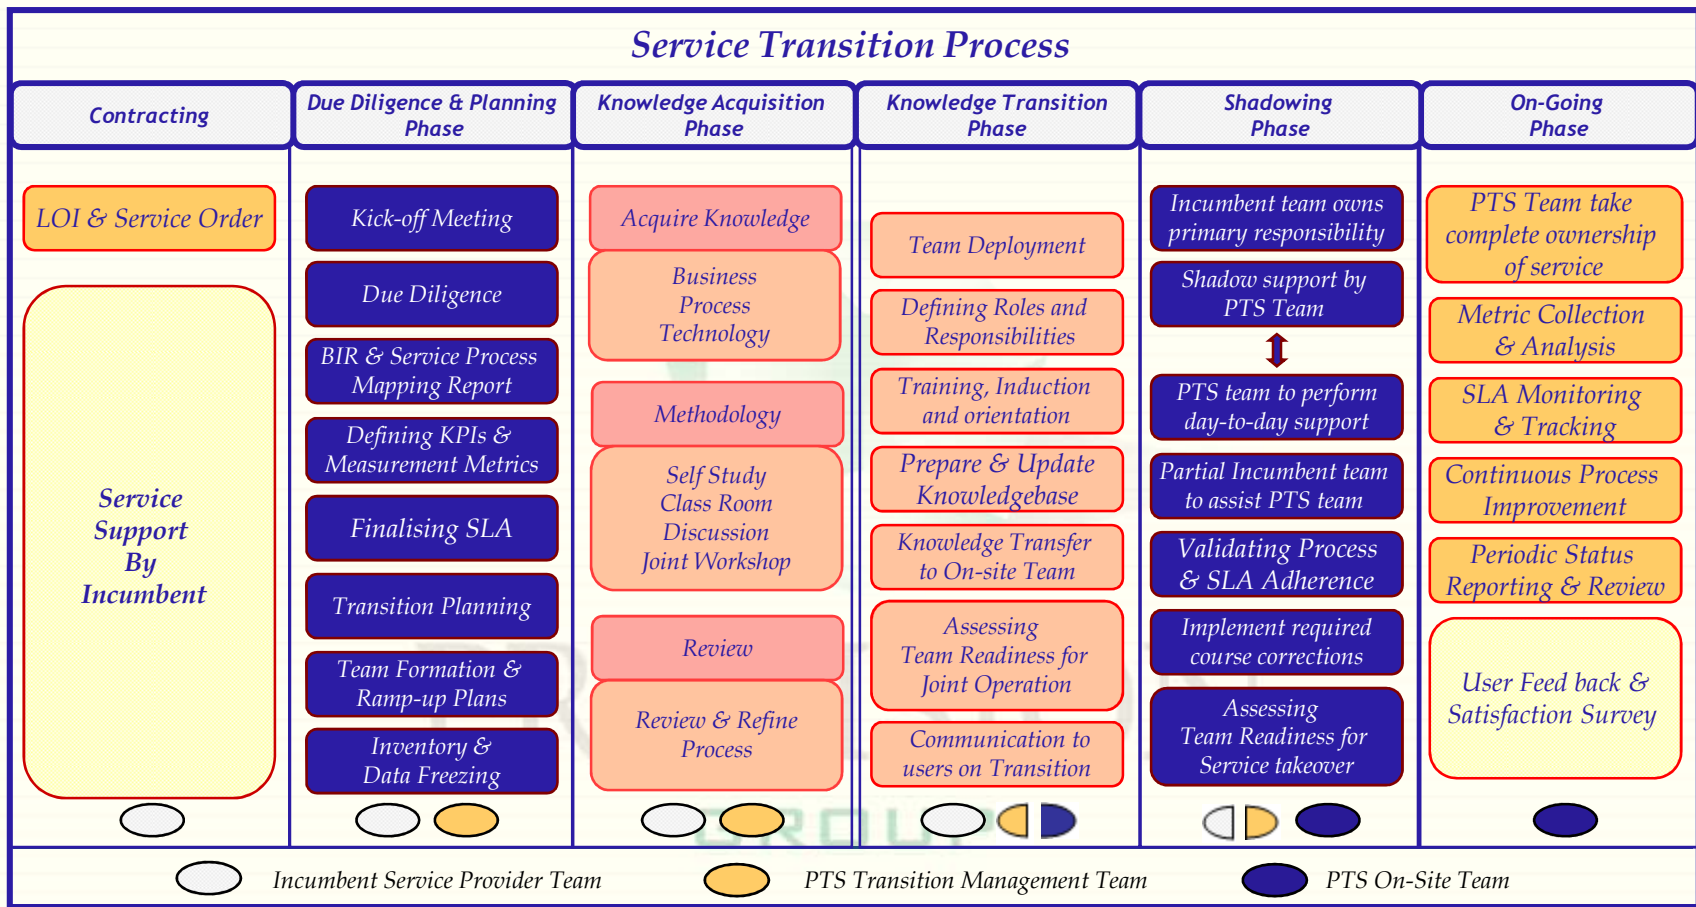 Service Transition Process
Contracting
Due Diligence & Planning
Phase
Knowledge Acquisition
Phase
Knowledge Transition
Phase
Shadowing
Phase
On-Going
Phase
LOI & Service Order
Service
Support
By
Incumbent
Kick-off Meeting
Due Diligence
BIR & Service Process
Mapping Report
Defining KPIs &
Measurement Metrics
Finalising SLA
Transition Planning
Team Formation &
Ramp-up Plans
Inventory &
Data Freezing
Acquire Knowledge
Business
Process
Technology
Methodology
Self Study
Class Room
Discussion
Joint Workshop
Review
Review & Refine
Process
Team Deployment
Defining Roles and
Responsibilities
Training, Induction
and orientation
Prepare & Update
Knowledgebase
Knowledge Transfer
to On-site Team
Assessing
Team Readiness for
Joint Operation
Communication to
users on Transition
Incumbent team owns
primary responsibility
Shadow support by
PTS Team
PTS team to perform
day-to-day support
Partial Incumbent team
to assist PTS team
Validating Process
& SLA Adherence
Implement required
course corrections
Assessing
Team Readiness for
Service takeover
PTS Team take
complete ownership
of service
Metric Collection
& Analysis
SLA Monitoring
& Tracking
Continuous Process
Improvement
Periodic Status
Reporting & Review
User Feed back &
Satisfaction Survey
GROUP
Incumbent Service Provider Team
PTS Transition Management Team
PTS On-Site Team